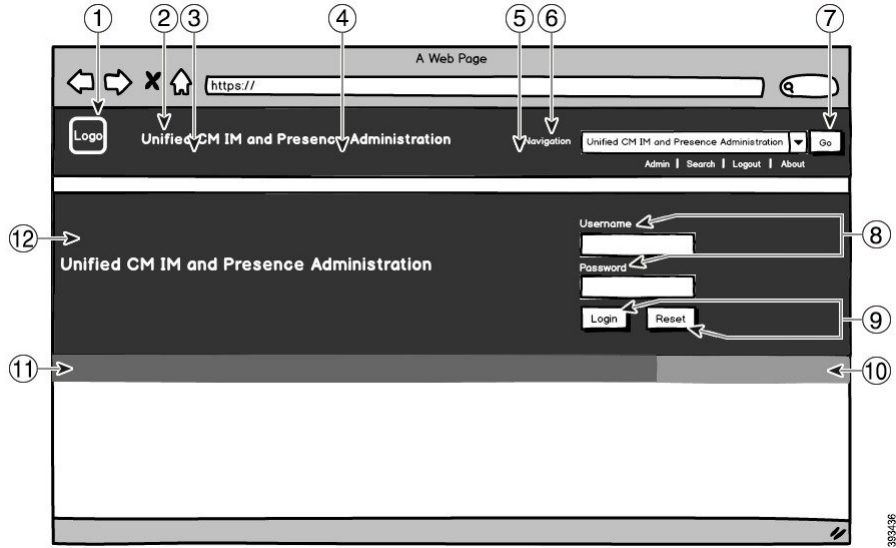 1 2 3 4 5 6 7
A Web Page
https://
Logo
Unified CM IM and Presence Administration
Navigation
Unified CM IM and Presence Administration
Go
Admin | Search | Logout | About
Username
8
12
Unified CM IM and Presence Administration
Password
Login Reset
9
11
10
393436